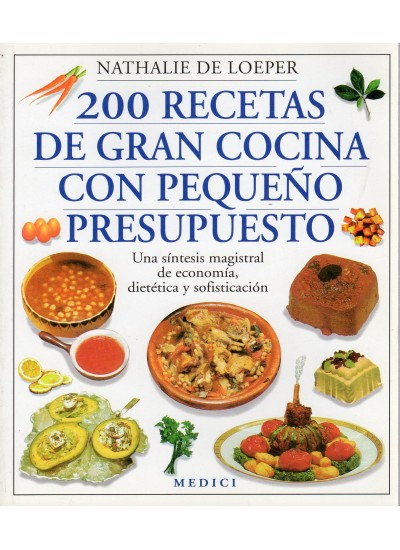 NATHALIE DE LOEPER
200 RECETAS
DE GRAN COCINA
CON PEQUEÑO
PRESUPUESTO
Una síntesis magistral
de economía,
dietética y sofisticación
MEDICI